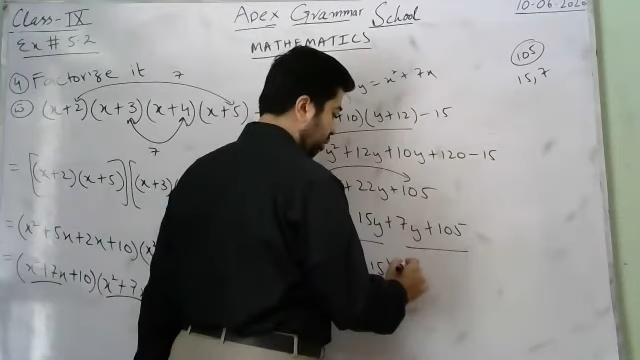 Class-IX
Apex Grammar School
10-06-2020
Ex # 5.2
MATHEMATICS
④ Factorize it
7
⑤ (x+2)(x+3)(x+4)(x+5)
7
= [(x+2)(x+5)][(x+3)
= (x²+5x+2x+10)(x²
= (x²+7x+10)(x²+7
y = x²+7x
10)(y+12)-15
y²+12y+10y+120-15
+22y+105
15y+7y+105
15
105
15,7